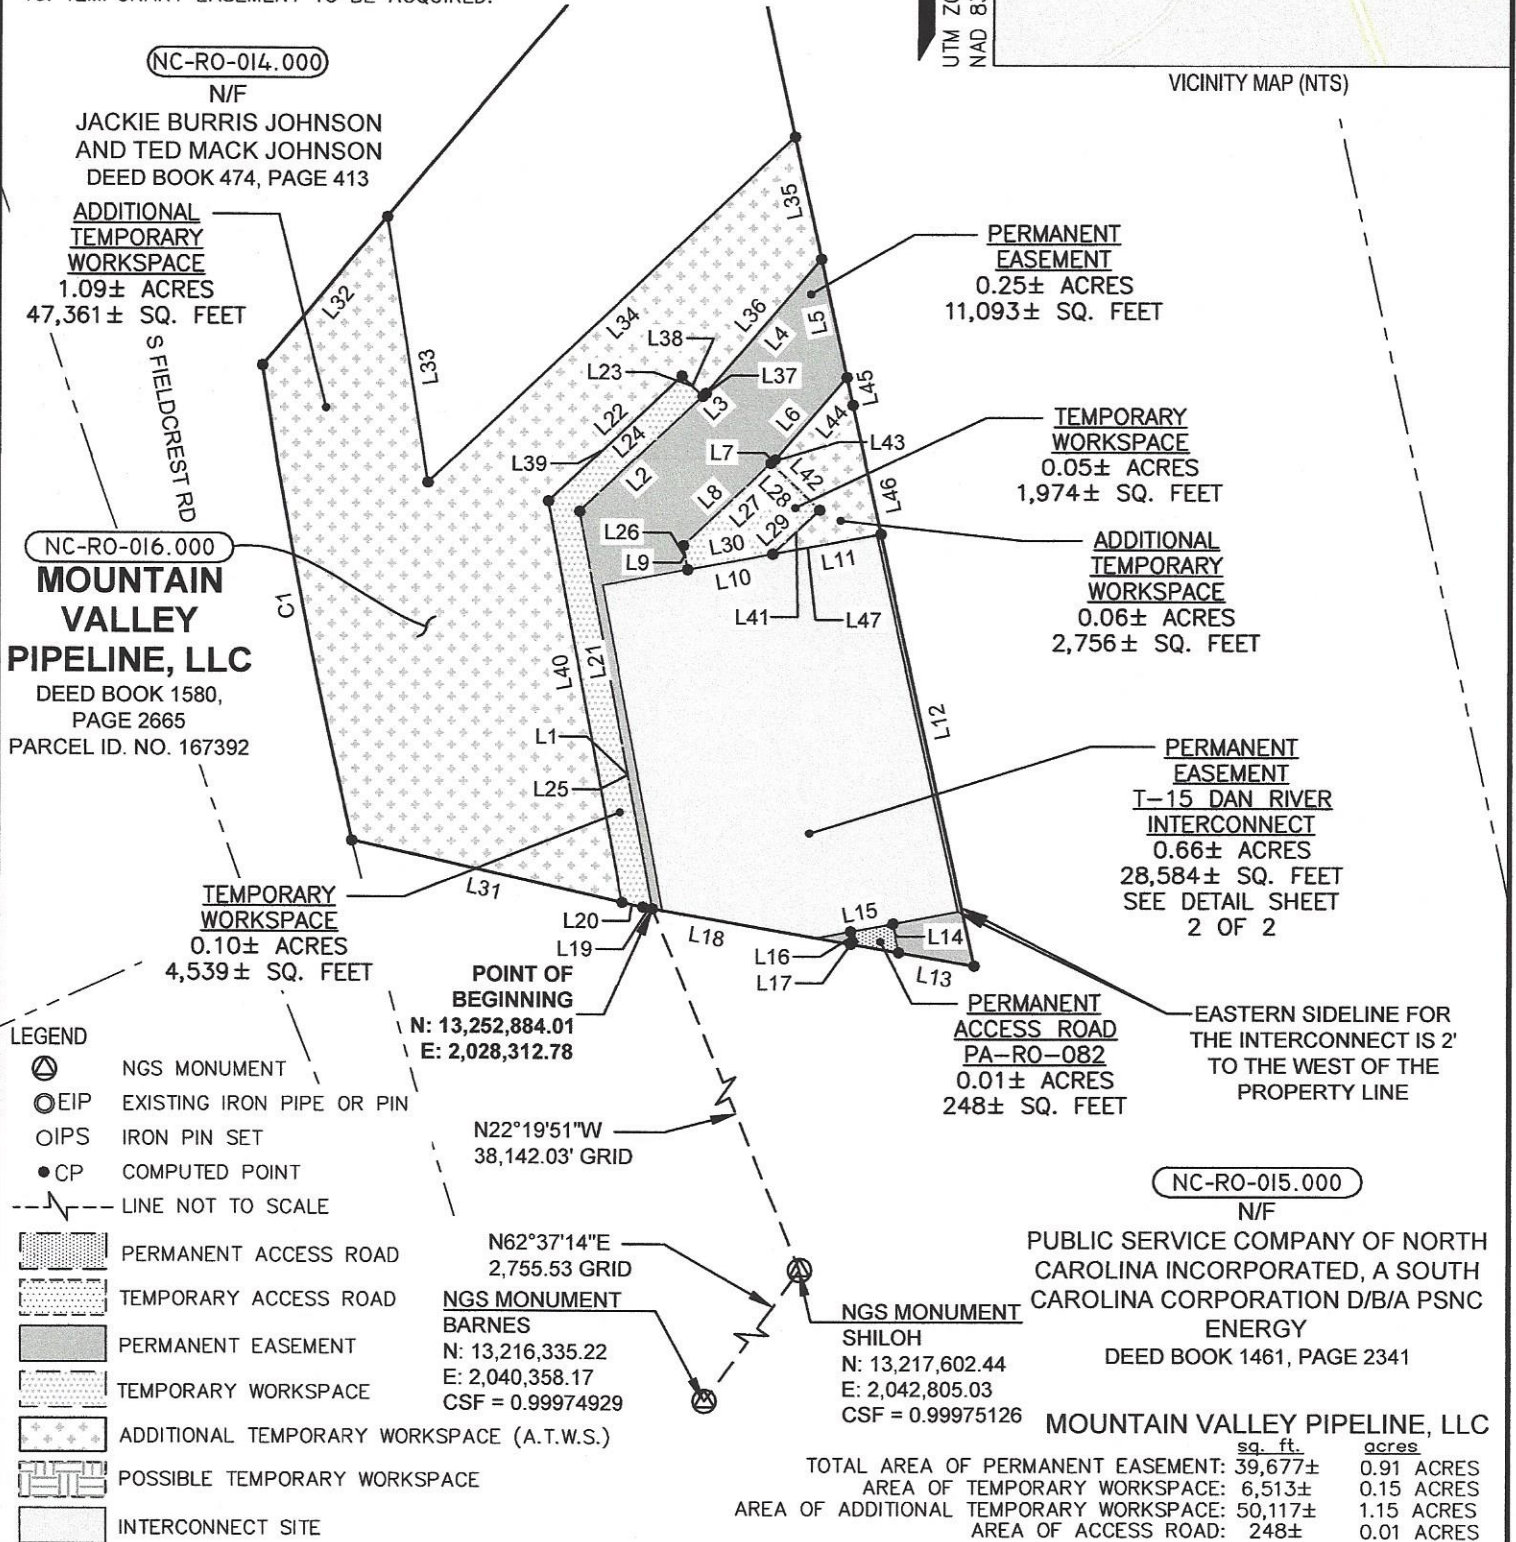 NC-RO-014.000
N/F
JACKIE BURRIS JOHNSON
AND TED MACK JOHNSON
DEED BOOK 474, PAGE 413
ADDITIONAL
TEMPORARY
WORKSPACE
1.09± ACRES
47,361± SQ. FEET
S FIELDCREST RD
NC-RO-016.000
MOUNTAIN
VALLEY
PIPELINE, LLC
DEED BOOK 1580,
PAGE 2665
PARCEL ID. NO. 167392
UTM
NAD
VICINITY MAP (NTS)
PERMANENT
EASEMENT
0.25± ACRES
11,093± SQ. FEET
TEMPORARY
WORKSPACE
0.05± ACRES
1,974± SQ. FEET
ADDITIONAL
TEMPORARY
WORKSPACE
0.06± ACRES
2,756± SQ. FEET
PERMANENT
EASEMENT
T-15 DAN RIVER
INTERCONNECT
0.66± ACRES
28,584± SQ. FEET
SEE DETAIL SHEET
2 OF 2
L32
L33
L34
L35
L36
L38
L23
L37
L4
L5
L3
L22
L24
L39
L2
L6
L45
L44
L43
L7
L42
L8
L28
L27
L46
L26
L9
L30
L29
L10
L11
L41
L47
C1
L40
L21
L1
L25
L12
L31
L20
L19
L18
L15
L14
L16
L17
L13
TEMPORARY
WORKSPACE
0.10± ACRES
4,539± SQ. FEET
POINT OF
BEGINNING
N: 13,252,884.01
E: 2,028,312.78
PERMANENT
ACCESS ROAD
PA-RO-082
0.01± ACRES
248± SQ. FEET
EASTERN SIDELINE FOR
THE INTERCONNECT IS 2'
TO THE WEST OF THE
PROPERTY LINE
LEGEND
NGS MONUMENT
EIP EXISTING IRON PIPE OR PIN
IPS IRON PIN SET
CP COMPUTED POINT
LINE NOT TO SCALE
PERMANENT ACCESS ROAD
TEMPORARY ACCESS ROAD
PERMANENT EASEMENT
TEMPORARY WORKSPACE
ADDITIONAL TEMPORARY WORKSPACE (A.T.W.S.)
POSSIBLE TEMPORARY WORKSPACE
INTERCONNECT SITE
N22°19'51"W
38,142.03' GRID
N62°37'14"E
2,755.53 GRID
NGS MONUMENT
BARNES
N: 13,216,335.22
E: 2,040,358.17
CSF = 0.99974929
NGS MONUMENT
SHILOH
N: 13,217,602.44
E: 2,042,805.03
CSF = 0.99975126
NC-RO-015.000
N/F
PUBLIC SERVICE COMPANY OF NORTH
CAROLINA INCORPORATED, A SOUTH
CAROLINA CORPORATION D/B/A PSNC
ENERGY
DEED BOOK 1461, PAGE 2341
MOUNTAIN VALLEY PIPELINE, LLC
sq. ft. acres
TOTAL AREA OF PERMANENT EASEMENT: 39,677± 0.91 ACRES
AREA OF TEMPORARY WORKSPACE: 6,513± 0.15 ACRES
AREA OF ADDITIONAL TEMPORARY WORKSPACE: 50,117± 1.15 ACRES
AREA OF ACCESS ROAD: 248± 0.01 ACRES